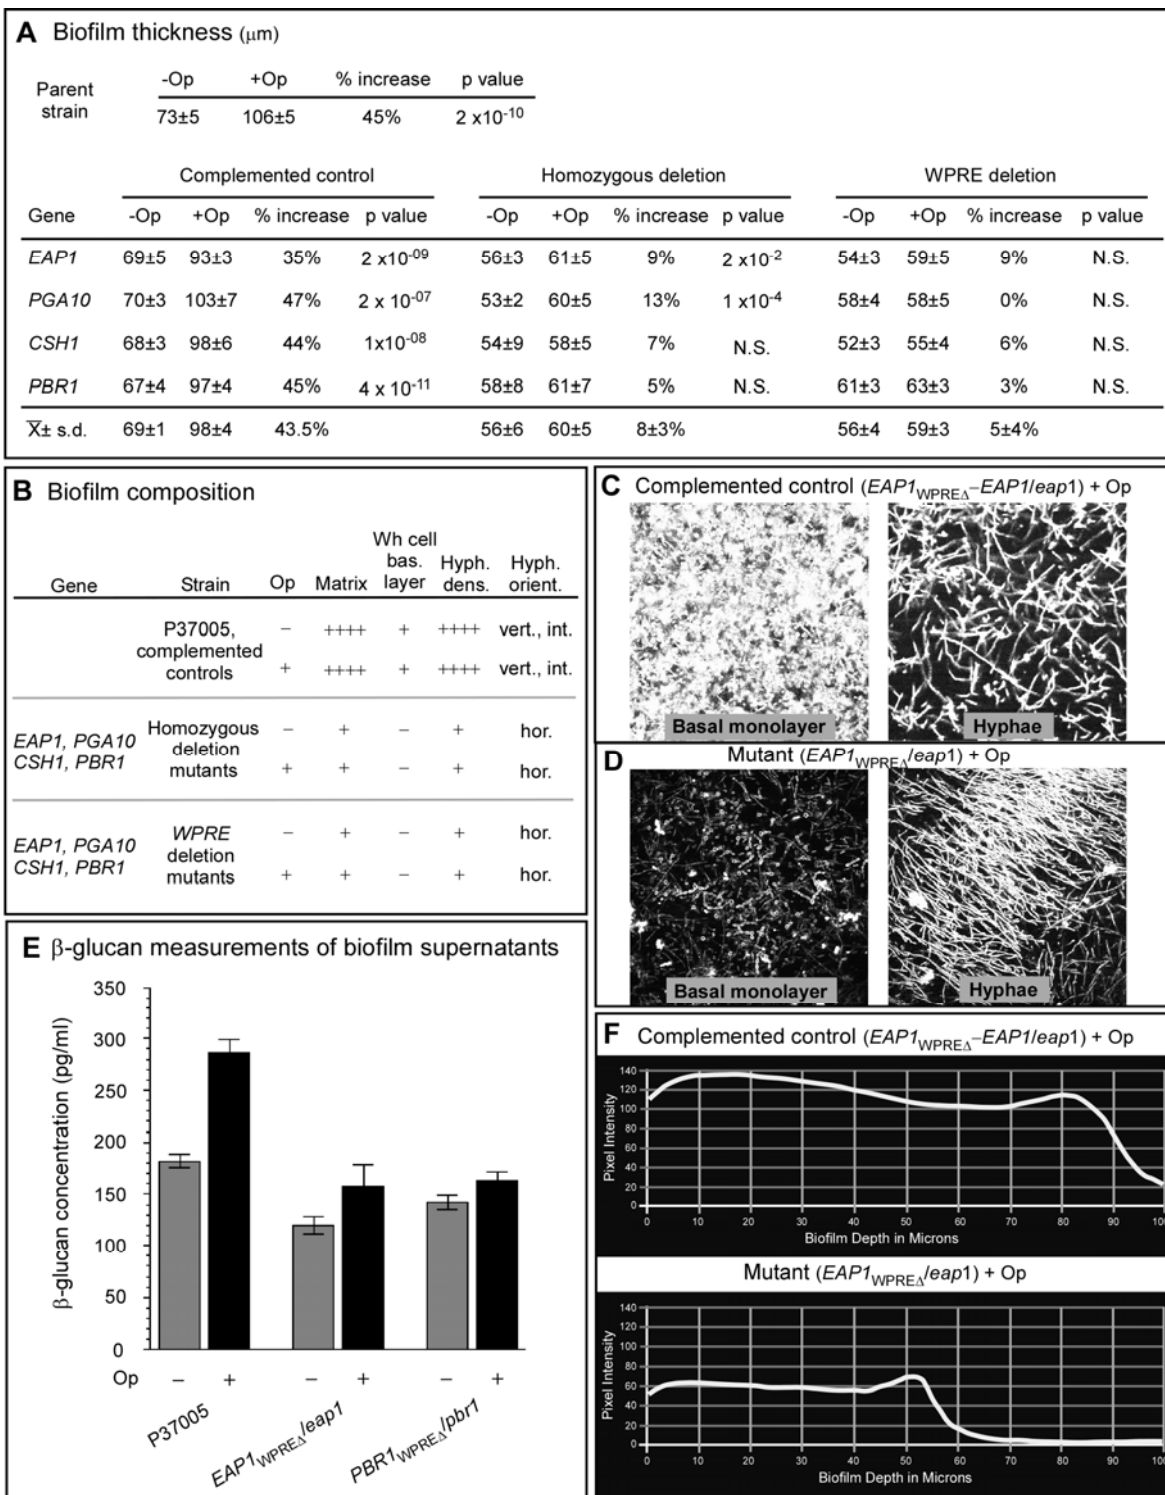 A Biofilm thickness (μm)
Parent strain
-Op +Op % increase p value
73±5 106±5 45% 2 x10⁻¹⁰
Complemented control Homozygous deletion WPRE deletion
Gene -Op +Op % increase p value -Op +Op % increase p value -Op +Op % increase p value
EAP1 69±5 93±3 35% 2 x10⁻⁰⁹ 56±3 61±5 9% 2 x10⁻² 54±3 59±5 9% N.S.
PGA10 70±3 103±7 47% 2 x 10⁻⁰⁷ 53±2 60±5 13% 1 x10⁻⁴ 58±4 58±5 0% N.S.
CSH1 68±3 98±6 44% 1x10⁻⁰⁸ 54±9 58±5 7% N.S. 52±3 55±4 6% N.S.
PBR1 67±4 97±4 45% 4 x 10⁻¹¹ 58±8 61±7 5% N.S. 61±3 63±3 3% N.S.
X̅± s.d. 69±1 98±4 43.5% 56±6 60±5 8±3% 56±4 59±3 5±4%
B Biofilm composition
Gene Strain Op Matrix Wh cell bas. layer Hyph. dens. Hyph. orient.
P37005, complemented controls
− ++++ + ++++ vert., int.
+ ++++ + ++++ vert., int.
EAP1, PGA10 CSH1, PBR1 Homozygous deletion mutants
− + − + hor.
+ + − + hor.
EAP1, PGA10 CSH1, PBR1 WPRE deletion mutants
− + − + hor.
+ + − + hor.
C Complemented control (EAP1WPREΔ−EAP1/eap1) + Op
Basal monolayer Hyphae
D Mutant (EAP1WPREΔ/eap1) + Op
Basal monolayer Hyphae
E β-glucan measurements of biofilm supernatants
β-glucan concentration (pg/ml)
350
300
250
200
150
100
50
0
Op − + − + − +
P37005 EAP1WPREΔ/eap1 PBR1WPREΔ/pbr1
F Complemented control (EAP1WPREΔ−EAP1/eap1) + Op
Pixel Intensity
140
120
100
80
60
40
20
0
0 10 20 30 40 50 60 70 80 90 100
Biofilm Depth in Microns
Mutant (EAP1WPREΔ/eap1) + Op
Pixel Intensity
140
120
100
80
60
40
20
0
0 10 20 30 40 50 60 70 80 90 100
Biofilm Depth in Microns